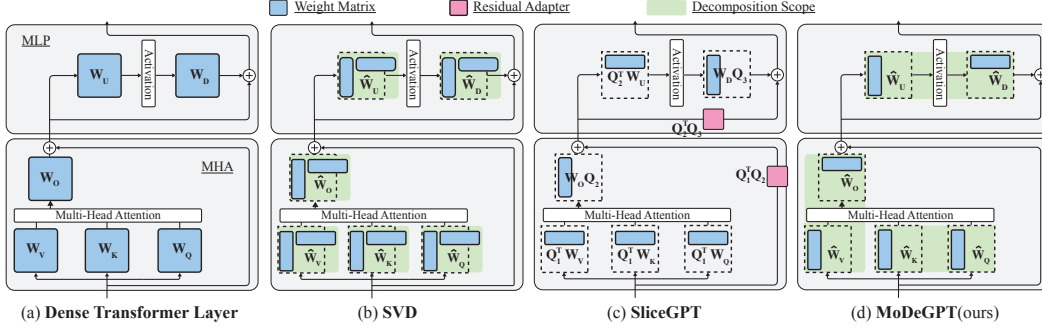 Weight Matrix
Residual Adapter
Decomposition Scope
MLP
W_U
Activation
W_D
MHA
W_O
Multi-Head Attention
W_V
W_K
W_Q
(a) Dense Transformer Layer
Ŵ_U
Activation
Ŵ_D
Ŵ_O
Multi-Head Attention
Ŵ_V
Ŵ_K
Ŵ_Q
(b) SVD
Q_2^T W_U
Activation
W_D Q_3
Q_2^T Q_3
W_O Q_2
Q_1^T Q_2
Multi-Head Attention
Q_1^T W_V
Q_1^T W_K
Q_1^T W_Q
(c) SliceGPT
Ŵ_U
Activation
Ŵ_D
Ŵ_O
Multi-Head Attention
Ŵ_V
Ŵ_K
Ŵ_Q
(d) MoDeGPT(ours)